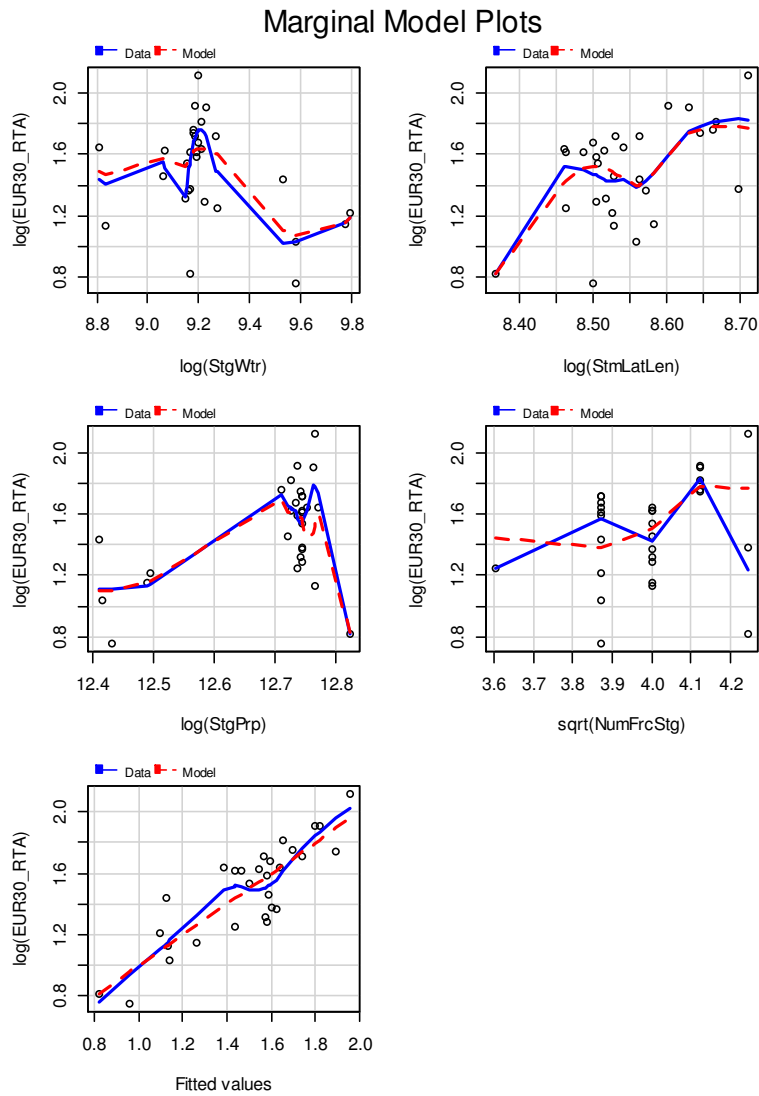 Marginal Model Plots
Data Model
log(EUR30_RTA)
2.0
1.6
1.2
0.8
8.8 9.0 9.2 9.4 9.6 9.8
log(StgWtr)
Data Model
log(EUR30_RTA)
2.0
1.6
1.2
0.8
8.40 8.50 8.60 8.70
log(StmLatLen)
Data Model
log(EUR30_RTA)
2.0
1.6
1.2
0.8
12.4 12.5 12.6 12.7 12.8
log(StgPrp)
Data Model
log(EUR30_RTA)
2.0
1.6
1.2
0.8
3.6 3.7 3.8 3.9 4.0 4.1 4.2
sqrt(NumFrcStg)
Data Model
log(EUR30_RTA)
2.0
1.6
1.2
0.8
0.8 1.0 1.2 1.4 1.6 1.8 2.0
Fitted values